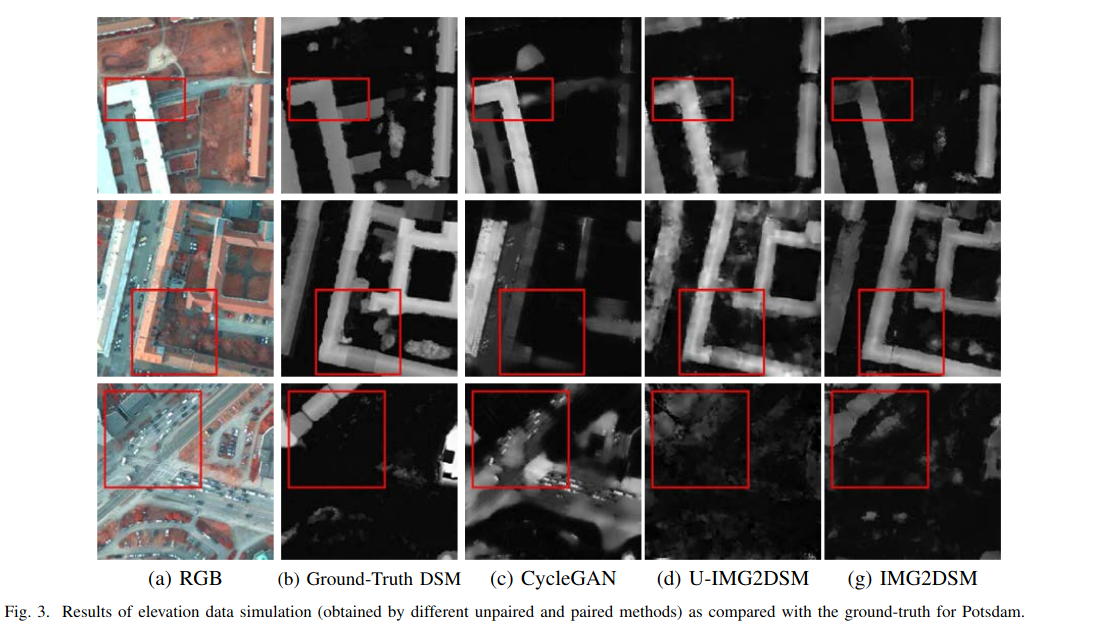 (a) RGB (b) Ground-Truth DSM (c) CycleGAN (d) U-IMG2DSM (g) IMG2DSM
Fig. 3. Results of elevation data simulation (obtained by different unpaired and paired methods) as compared with the ground-truth for Potsdam.